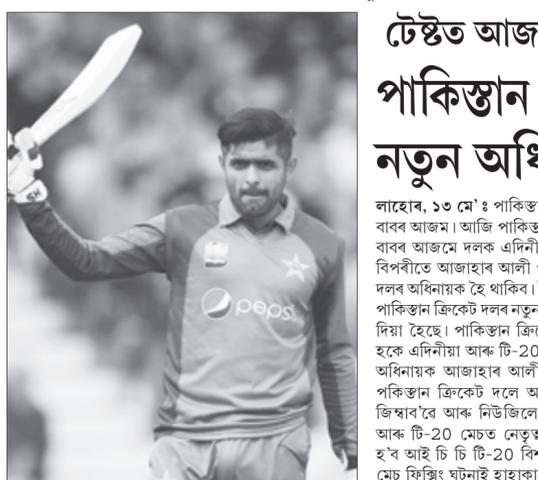 টেষ্টত আজ
পাকিস্তান
নতুন অধি
লাহোৰ, ১৩ মে' ঃ পাকিস্ত
বাবৰ আজম। আজি পাকিস্ত
বাবৰ আজমে দলক এদিনী
বিপৰীতে আজাহাৰ আলী
দলৰ অধিনায়ক হৈ থাকিব।
পাকিস্তান ক্ৰিকেট দলৰ নতুন
দিয়া হৈছে। পাকিস্তান ক্ৰি
হকে এদিনীয়া আৰু টি-20
অধিনায়ক আজাহাৰ আলী
পকিস্তান ক্ৰিকেট দলে অ
জিম্বাব'ৱে আৰু নিউজিলে
আৰু টি-20 মেচত নেতৃত্ব
হ'ব আই চি চি টি-20 বিশ
মেচ ফিক্সিং ঘটনাই হাহাকা
pepsi
SH